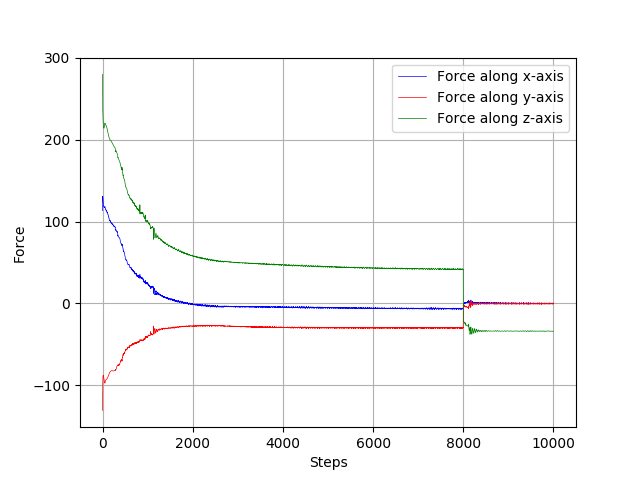 300
200
100
0
−100
Force
Force along x-axis
Force along y-axis
Force along z-axis
0 2000 4000 6000 8000 10000
Steps